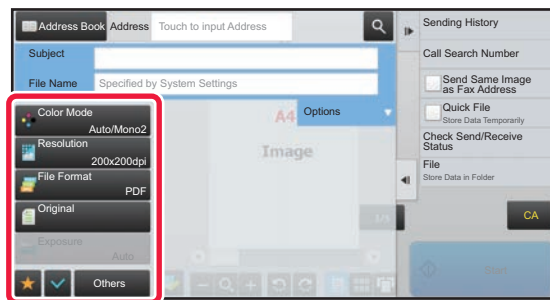 Address Book
Address
Touch to input Address
Subject
File Name
Specified by System Settings
Options
Color Mode
Auto/Mono2
Resolution
200x200dpi
File Format
PDF
Original
Exposure
Auto
Others
A4
Image
1/1
Sending History
Call Search Number
Send Same Image
as Fax Address
Quick File
Store Data Temporarily
Check Send/Receive
Status
File
Store Data in Folder
CA
Start